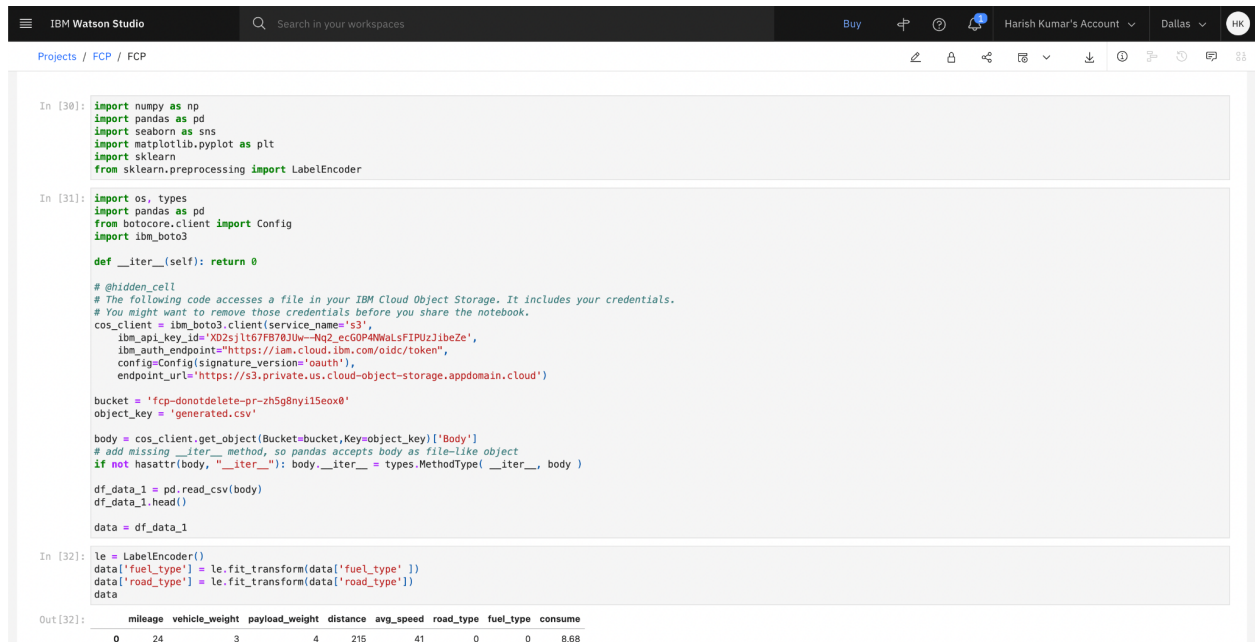 IBM Watson Studio
Search in your workspaces
Buy
1
Harish Kumar's Account
Dallas
HK
Projects / FCP / FCP
In [30]: import numpy as np
import pandas as pd
import seaborn as sns
import matplotlib.pyplot as plt
import sklearn
from sklearn.preprocessing import LabelEncoder
In [31]: import os, types
import pandas as pd
from botocore.client import Config
import ibm_boto3
def __iter__(self): return 0
# @hidden_cell
# The following code accesses a file in your IBM Cloud Object Storage. It includes your credentials.
# You might want to remove those credentials before you share the notebook.
cos_client = ibm_boto3.client(service_name='s3',
ibm_api_key_id='XD2sjlt67FB70JUw--Nq2_ecGOP4NWaLsFIPUzJibeZe',
ibm_auth_endpoint="https://iam.cloud.ibm.com/oidc/token",
config=Config(signature_version='oauth'),
endpoint_url='https://s3.private.us.cloud-object-storage.appdomain.cloud')
bucket = 'fcp-donotdelete-pr-zh5g8nyi15eox0'
object_key = 'generated.csv'
body = cos_client.get_object(Bucket=bucket,Key=object_key)['Body']
# add missing __iter__ method, so pandas accepts body as file-like object
if not hasattr(body, "__iter__"): body.__iter__ = types.MethodType( __iter__, body )
df_data_1 = pd.read_csv(body)
df_data_1.head()
data = df_data_1
In [32]: le = LabelEncoder()
data['fuel_type'] = le.fit_transform(data['fuel_type' ])
data['road_type'] = le.fit_transform(data['road_type'])
data
Out[32]: mileage vehicle_weight payload_weight distance avg_speed road_type fuel_type consume
0 24 3 4 215 41 0 0 8.68